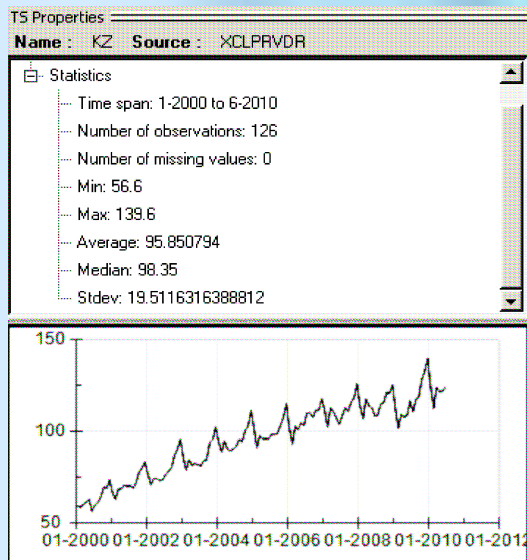 TS Properties
Name : KZ Source : XCLPRVDR
Statistics
Time span: 1-2000 to 6-2010
Number of observations: 126
Number of missing values: 0
Min: 56.6
Max: 139.6
Average: 95.850794
Median: 98.35
Stdev: 19.5116316388812
150
100
50
01-2000 01-2002 01-2004 01-2006 01-2008 01-2010 01-2012